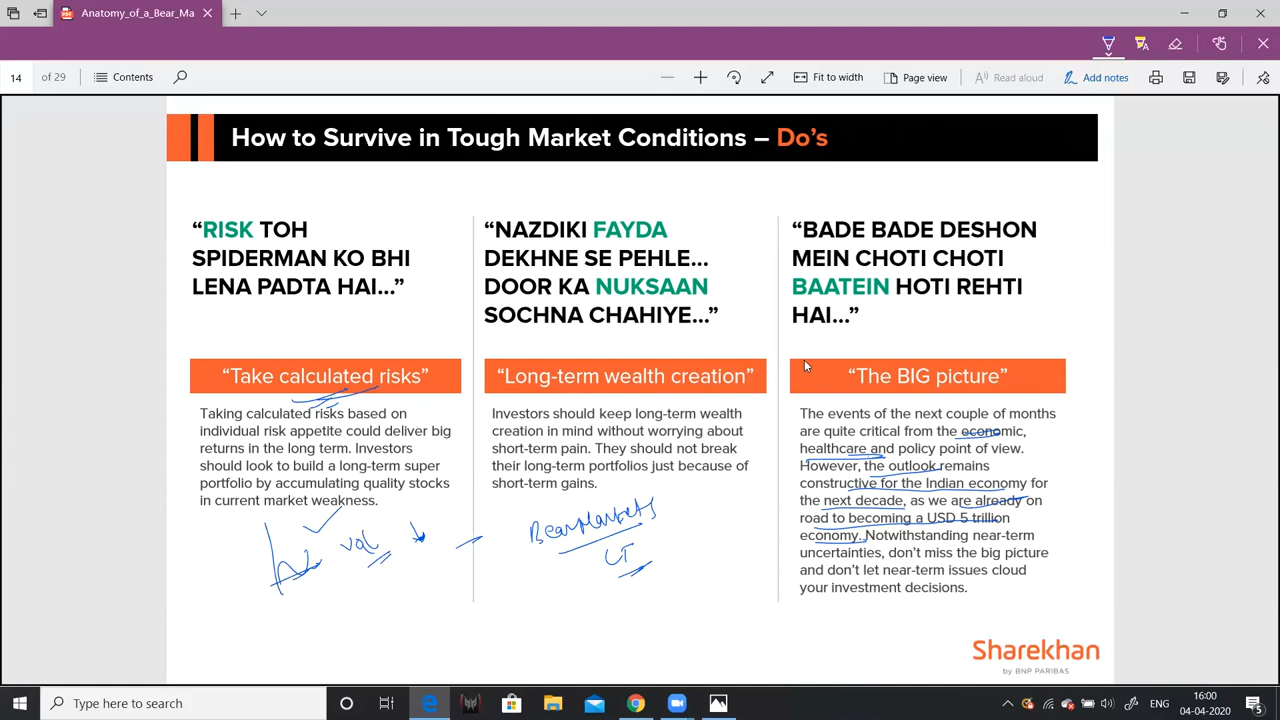 Anatomy_of_a_Bear_Ma
14 of 29 Contents Fit to width Page view Read aloud Add notes
How to Survive in Tough Market Conditions – Do's
“RISK TOH
SPIDERMAN KO BHI
LENA PADTA HAI...”
“Take calculated risks”
Taking calculated risks based on
individual risk appetite could deliver big
returns in the long term. Investors
should look to build a long-term super
portfolio by accumulating quality stocks
in current market weakness.
val
“NAZDIKI FAYDA
DEKHNE SE PEHLE...
DOOR KA NUKSAAN
SOCHNA CHAHIYE...”
“Long-term wealth creation”
Investors should keep long-term wealth
creation in mind without worrying about
short-term pain. They should not break
their long-term portfolios just because of
short-term gains.
Bear Markets
LT
“BADE BADE DESHON
MEIN CHOTI CHOTI
BAATEIN HOTI REHTI
HAI...”
“The BIG picture”
The events of the next couple of months
are quite critical from the economic,
healthcare and policy point of view.
However, the outlook remains
constructive for the Indian economy for
the next decade, as we are already on
road to becoming a USD 5 trillion
economy. Notwithstanding near-term
uncertainties, don't miss the big picture
and don't let near-term issues cloud
your investment decisions.
Sharekhan
by BNP PARIBAS
Type here to search
ENG
16:00
04-04-2020
5